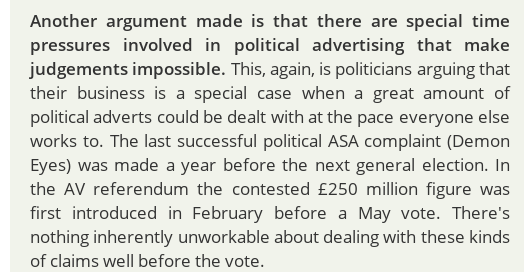 Another argument made is that there are special time
pressures involved in political advertising that make
judgements impossible. This, again, is politicians arguing that
their business is a special case when a great amount of
political adverts could be dealt with at the pace everyone else
works to. The last successful political ASA complaint (Demon
Eyes) was made a year before the next general election. In
the AV referendum the contested £250 million figure was
first introduced in February before a May vote. There's
nothing inherently unworkable about dealing with these kinds
of claims well before the vote.